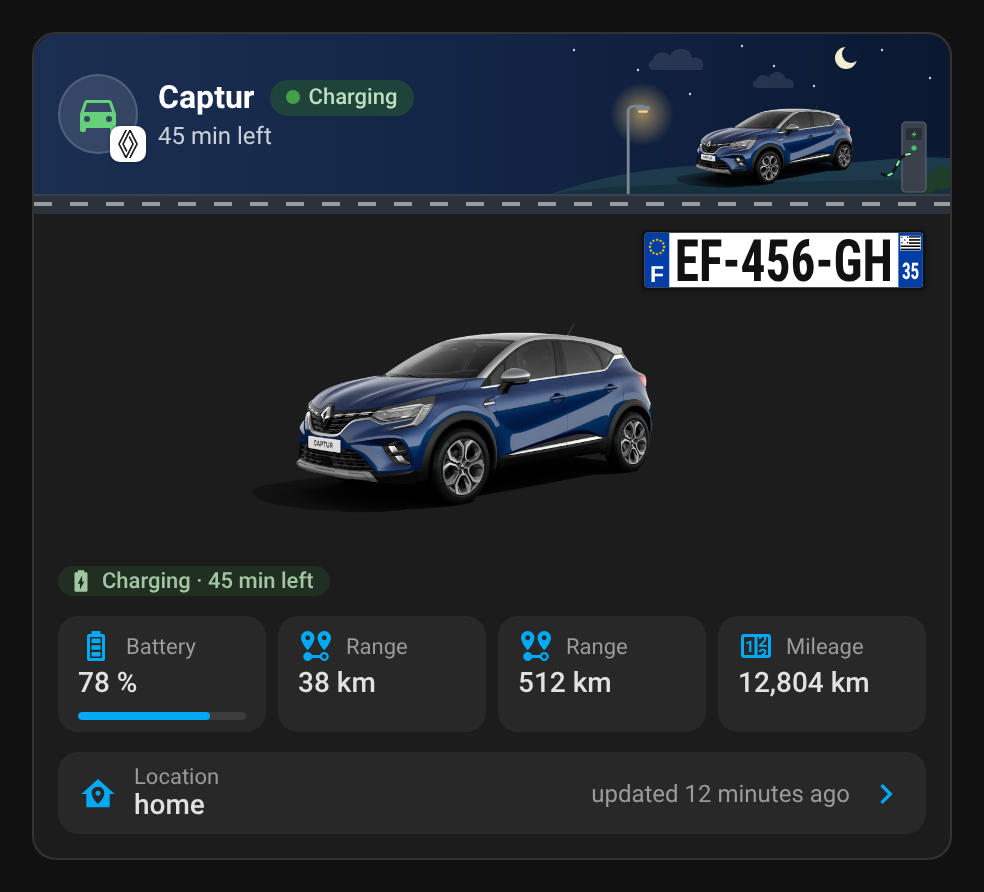 Captur
Charging
45 min left
F
EF-456-GH
35
CAPTUR
Charging · 45 min left
Battery
78 %
Range
38 km
Range
512 km
Mileage
12,804 km
Location
home
updated 12 minutes ago